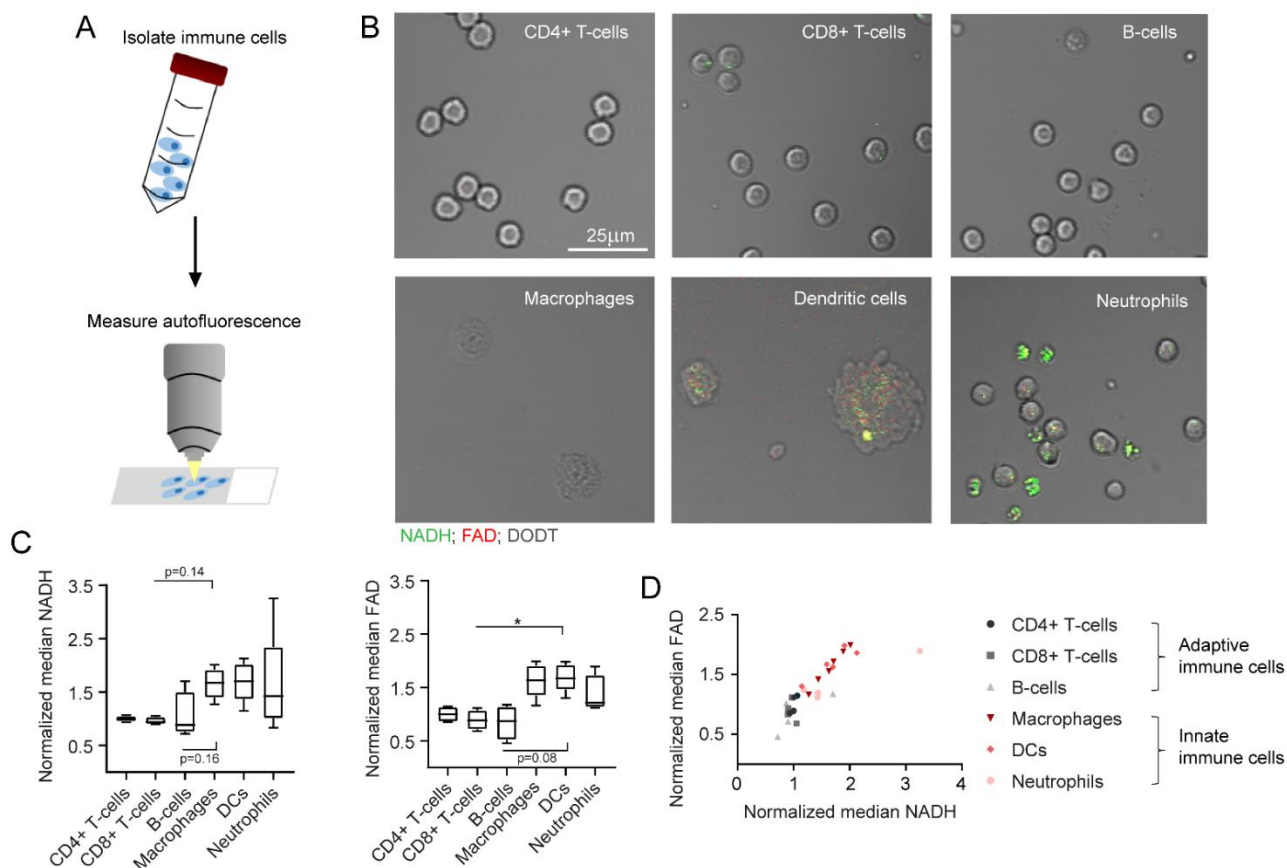 A
Isolate immune cells
Measure autofluorescence
B
CD4+ T-cells
CD8+ T-cells
B-cells
25μm
Macrophages
Dendritic cells
Neutrophils
NADH; FAD; DODT
C
Normalized median NADH
3.5
2.5
1.5
0.5
p=0.14
p=0.16
CD4+ T-cells
CD8+ T-cells
B-cells
Macrophages
DCs
Neutrophils
Normalized median FAD
3.5
2.5
1.5
0.5
*
p=0.08
CD4+ T-cells
CD8+ T-cells
B-cells
Macrophages
DCs
Neutrophils
D
Normalized median FAD
2.5
1.5
0.5
0 1 2 3 4
Normalized median NADH
CD4+ T-cells
CD8+ T-cells
B-cells
Adaptive
immune cells
Macrophages
DCs
Neutrophils
Innate
immune cells